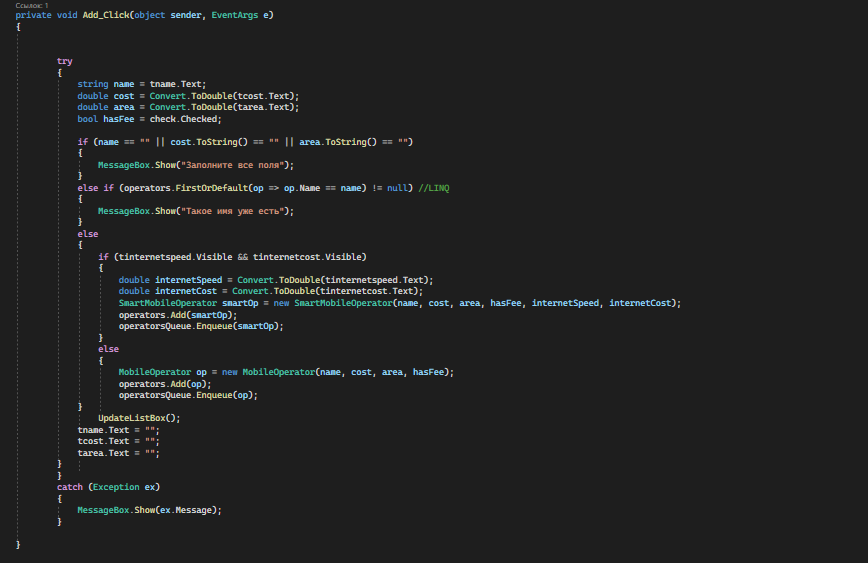 Ссылок: 1
private void Add_Click(object sender, EventArgs e)
{
try
{
string name = tname.Text;
double cost = Convert.ToDouble(tcost.Text);
double area = Convert.ToDouble(tarea.Text);
bool hasFee = check.Checked;
if (name == "" || cost.ToString() == "" || area.ToString() == "")
{
MessageBox.Show("Заполните все поля");
}
else if (operators.FirstOrDefault(op => op.Name == name) != null) //LINQ
{
MessageBox.Show("Такое имя уже есть");
}
else
{
if (tinternetspeed.Visible && tinternetcost.Visible)
{
double internetSpeed = Convert.ToDouble(tinternetspeed.Text);
double internetCost = Convert.ToDouble(tinternetcost.Text);
SmartMobileOperator smartOp = new SmartMobileOperator(name, cost, area, hasFee, internetSpeed, internetCost);
operators.Add(smartOp);
operatorsQueue.Enqueue(smartOp);
}
else
{
MobileOperator op = new MobileOperator(name, cost, area, hasFee);
operators.Add(op);
operatorsQueue.Enqueue(op);
}
UpdateListBox();
tname.Text = "";
tcost.Text = "";
tarea.Text = "";
}
}
catch (Exception ex)
{
MessageBox.Show(ex.Message);
}
}